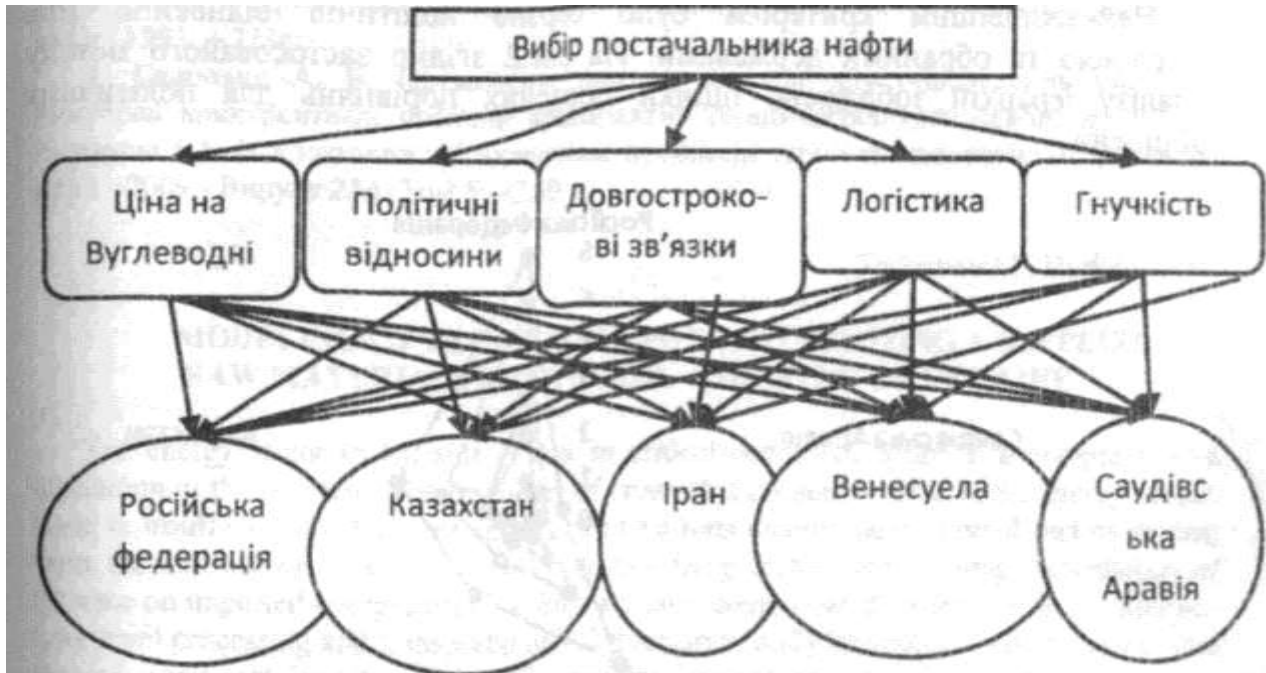 Вибір постачальника нафти
Ціна на
Вуглеводні
Політичні
відносини
Довгостроко-
ві зв’язки
Логістика
Гнучкість
Російська
федерація
Казахстан
Іран
Венесуела
Саудівс
ька
Аравія